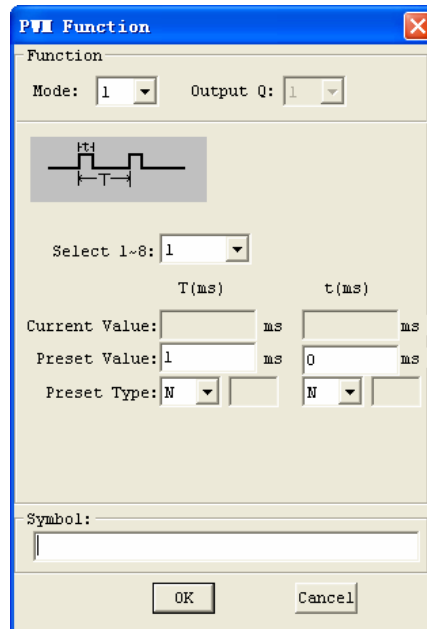 PWM Function
Function
Mode: 1 Output Q: 1
t
T
Select 1~8: 1
T(ms) t(ms)
Current Value: ms ms
Preset Value: 1 ms 0 ms
Preset Type: N N
Symbol:
OK Cancel